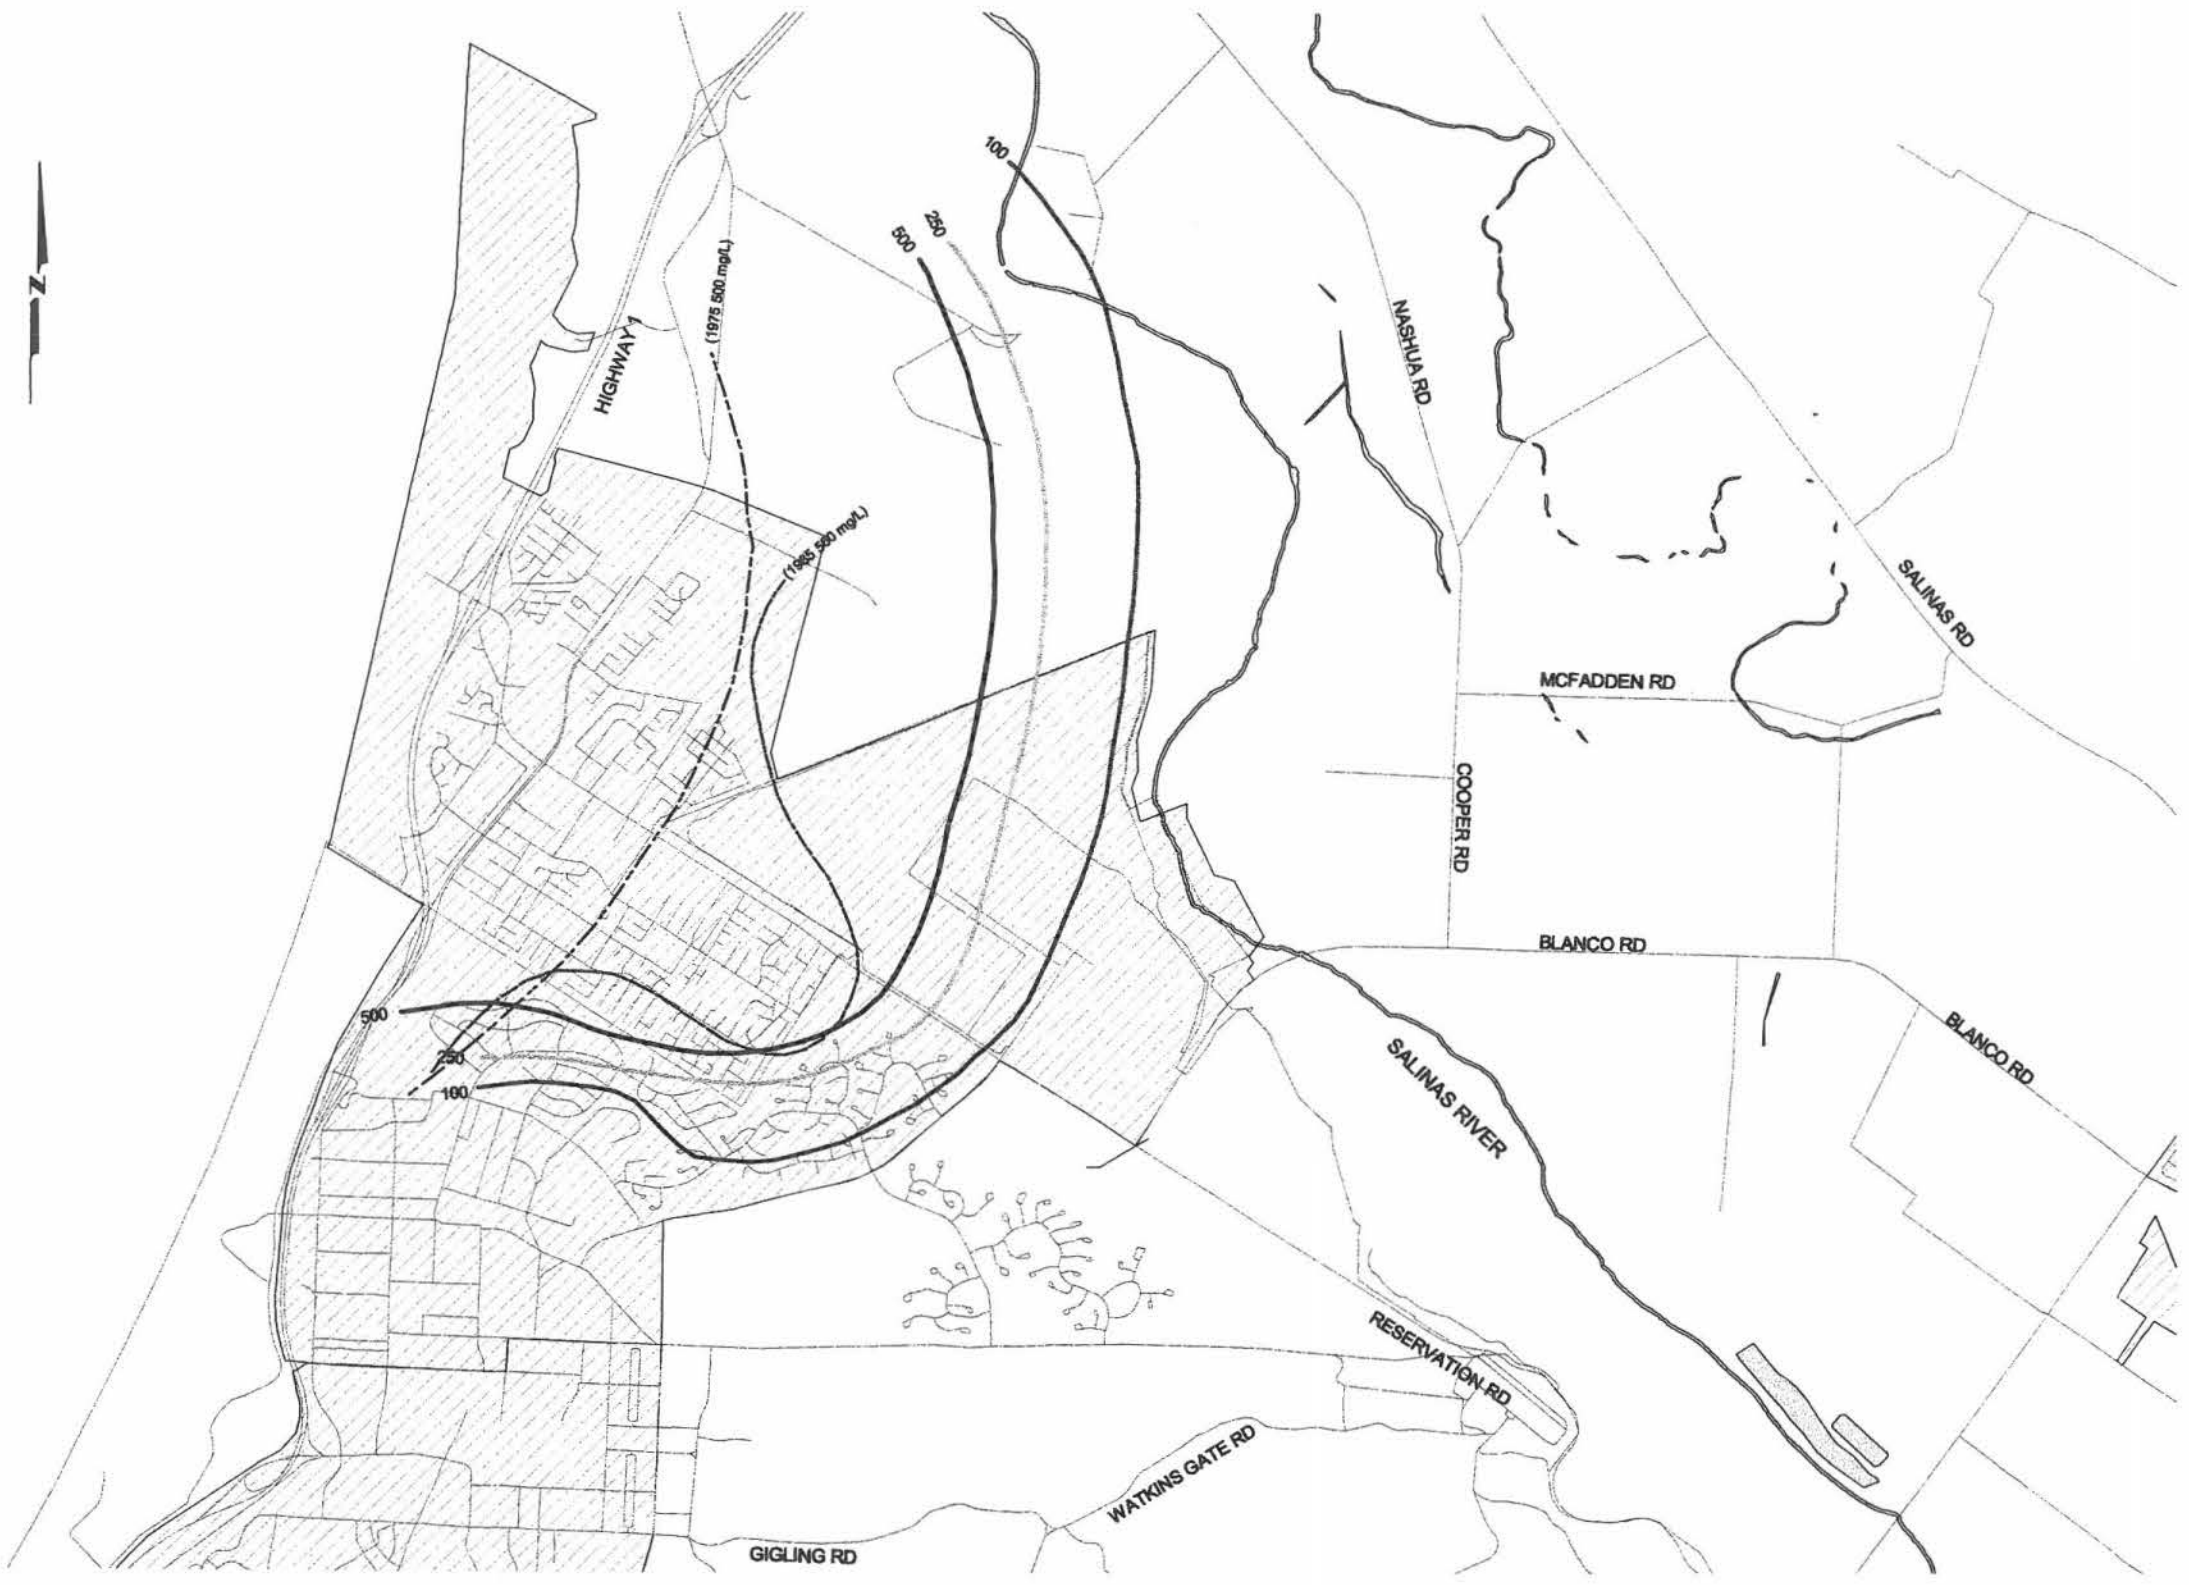 100
250
500
(1975 500 mg/L)
N
HIGHWAY 1
NASHUA RD
(1985 500 mg/L)
SALINAS RD
MCFADDEN RD
COOPER RD
BLANCO RD
500
250
100
BLANCO RD
SALINAS RIVER
RESERVATION RD
WATKINS GATE RD
GIGLING RD